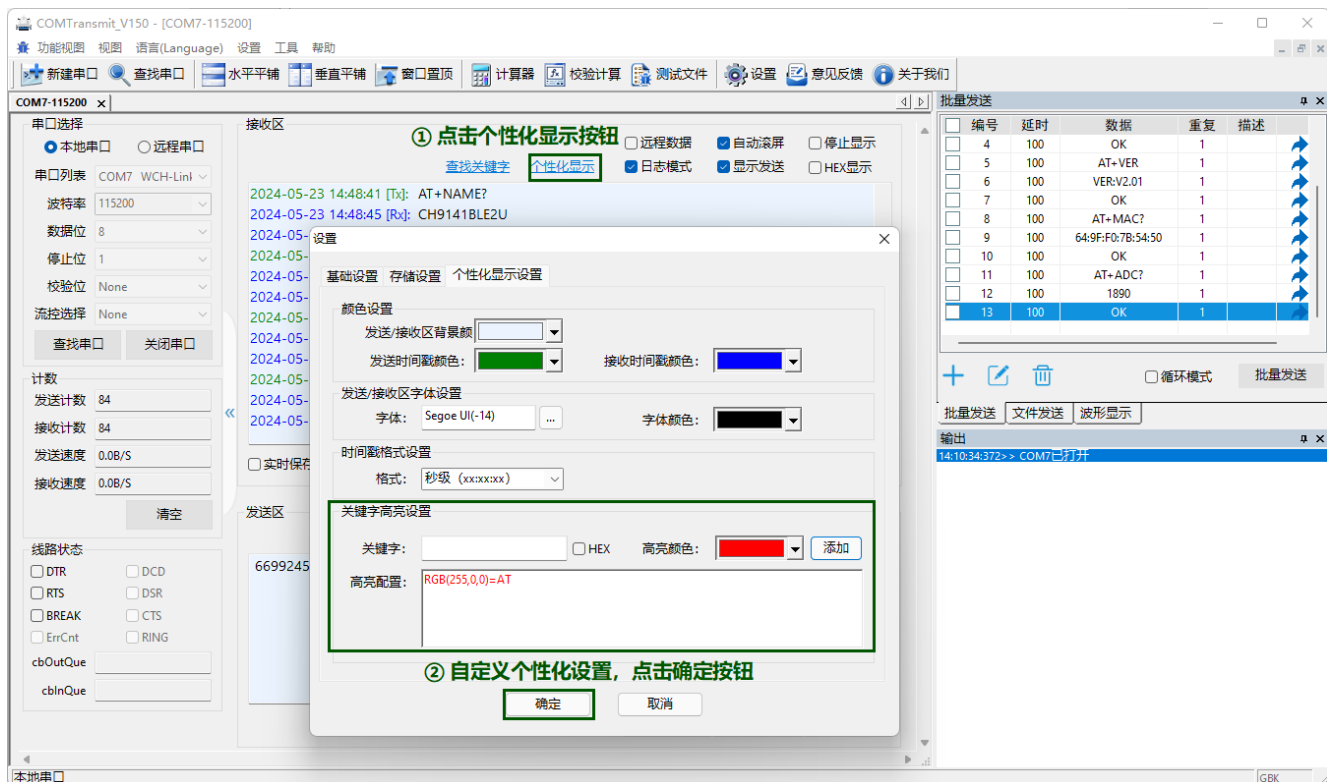 COMTransmit_V150 - [COM7-115200]
功能视图 视图 语言(Language) 设置 工具 帮助
新建串口 查找串口 水平平铺 垂直平铺 窗口置顶 计算器 校验计算 测试文件 设置 意见反馈 关于我们
COM7-115200
串口选择
本地串口 远程串口
串口列表 COM7 WCH-Linl
波特率 115200
数据位 8
停止位 1
校验位 None
流控选择 None
查找串口 关闭串口
计数
发送计数 84
接收计数 84
发送速度 0.0B/S
接收速度 0.0B/S
清空
线路状态
DTR DCD
RTS DSR
BREAK CTS
ErrCnt RING
cbOutQue
cbInQue
接收区
① 点击个性化显示按钮
远程数据 自动滚屏 停止显示
查找关键字 个性化显示 日志模式 显示发送 HEX显示
2024-05-23 14:48:41 [Tx]: AT+NAME?
2024-05-23 14:48:45 [Rx]: CH9141BLE2U
2024-05-
2024-05-
2024-05-
2024-05-
2024-05-
2024-05-
2024-05-
2024-05-
2024-05-
2024-05-
实时保存
发送区
6699245
设置
基础设置 存储设置 个性化显示设置
颜色设置
发送/接收区背景颜
发送时间戳颜色: 接收时间戳颜色:
发送/接收区字体设置
字体: Segoe UI(-14) ... 字体颜色:
时间戳格式设置
格式: 秒级 (xx:xx:xx)
关键字高亮设置
关键字: HEX 高亮颜色: 添加
高亮配置: RGB(255,0,0)=AT
② 自定义个性化设置，点击确定按钮
确定 取消
批量发送
编号 延时 数据 重复 描述
4 100 OK 1
5 100 AT+VER 1
6 100 VER:V2.01 1
7 100 OK 1
8 100 AT+MAC? 1
9 100 64:9F:F0:7B:54:50 1
10 100 OK 1
11 100 AT+ADC? 1
12 100 1890 1
13 100 OK 1
循环模式 批量发送
批量发送 文件发送 波形显示
输出
14:10:34:372>> COM7已打开
本地串口
GBK